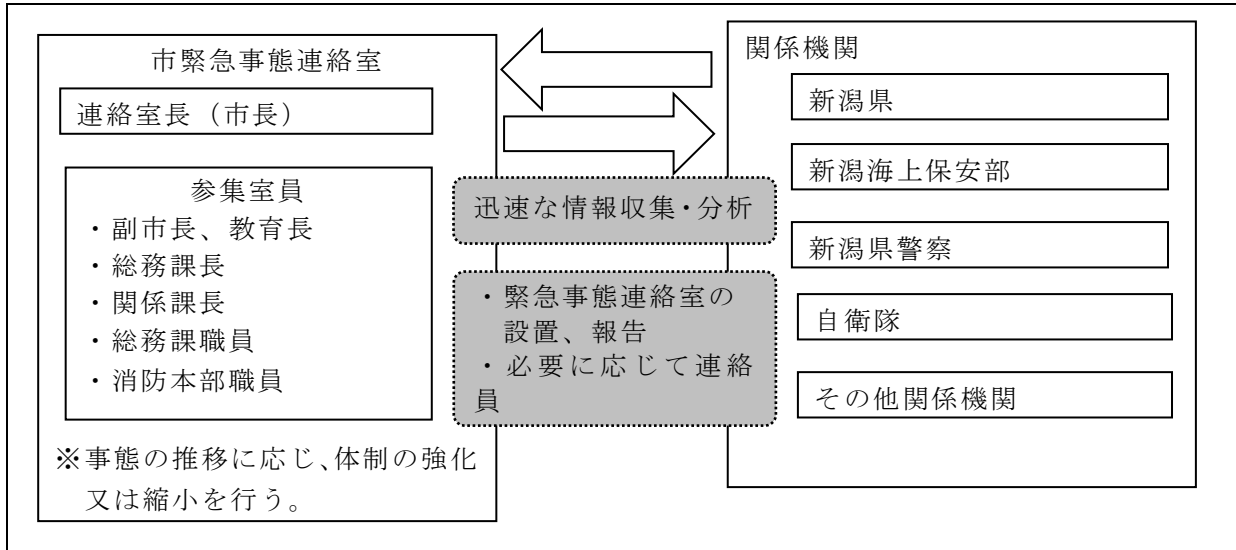 市緊急事態連絡室
連絡室長（市長）
参集室員
・副市長、教育長
・総務課長
・関係課長
・総務課職員
・消防本部職員
※事態の推移に応じ、体制の強化
又は縮小を行う。
迅速な情報収集・分析
・緊急事態連絡室の
設置、報告
・必要に応じて連絡
員
関係機関
新潟県
新潟海上保安部
新潟県警察
自衛隊
その他関係機関